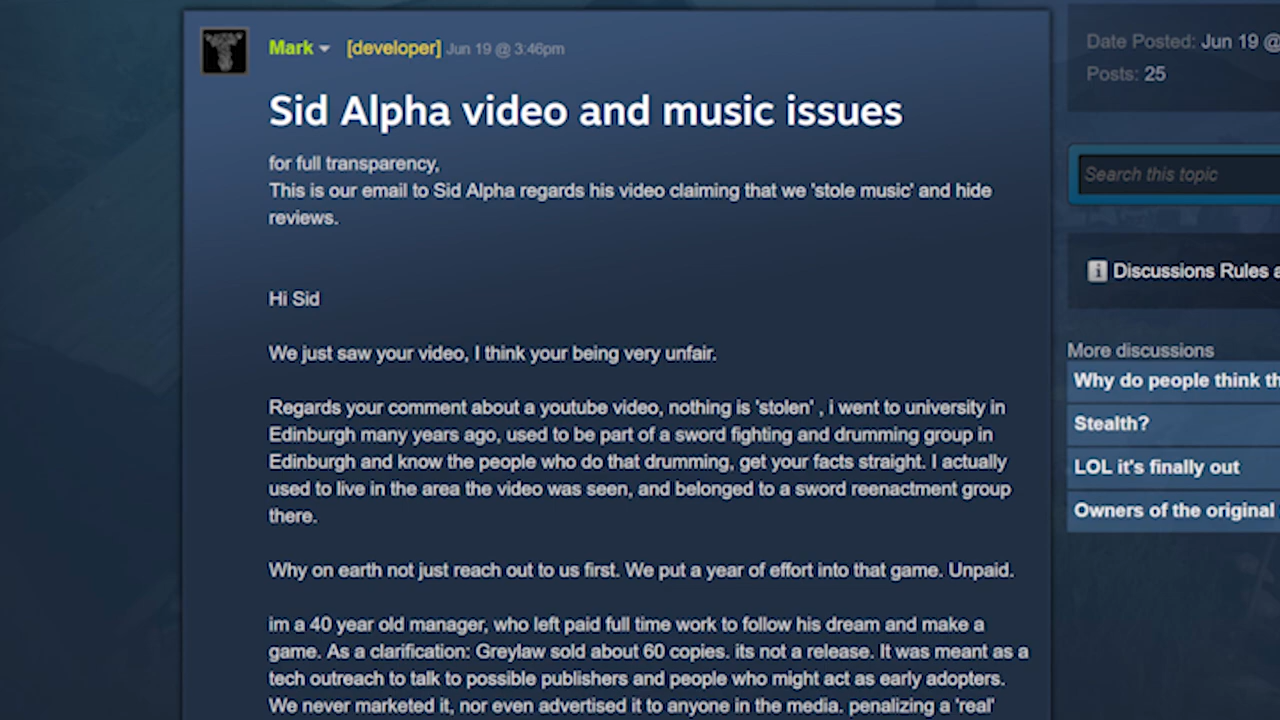 Mark [developer] Jun 19 @ 3:46pm
Sid Alpha video and music issues
for full transparency,
This is our email to Sid Alpha regards his video claiming that we 'stole music' and hide
reviews.
Hi Sid
We just saw your video, I think your being very unfair.
Regards your comment about a youtube video, nothing is 'stolen' , i went to university in
Edinburgh many years ago, used to be part of a sword fighting and drumming group in
Edinburgh and know the people who do that drumming, get your facts straight. I actually
used to live in the area the video was seen, and belonged to a sword reenactment group
there.
Why on earth not just reach out to us first. We put a year of effort into that game. Unpaid.
im a 40 year old manager, who left paid full time work to follow his dream and make a
game. As a clarification: Greylaw sold about 60 copies. its not a release. It was meant as a
tech outreach to talk to possible publishers and people who might act as early adopters.
We never marketed it, nor even advertised it to anyone in the media. penalizing a 'real'
Date Posted: Jun 19 @
Posts: 25
Search this topic
Discussions Rules a
More discussions
Why do people think th
Stealth?
LOL it's finally out
Owners of the original